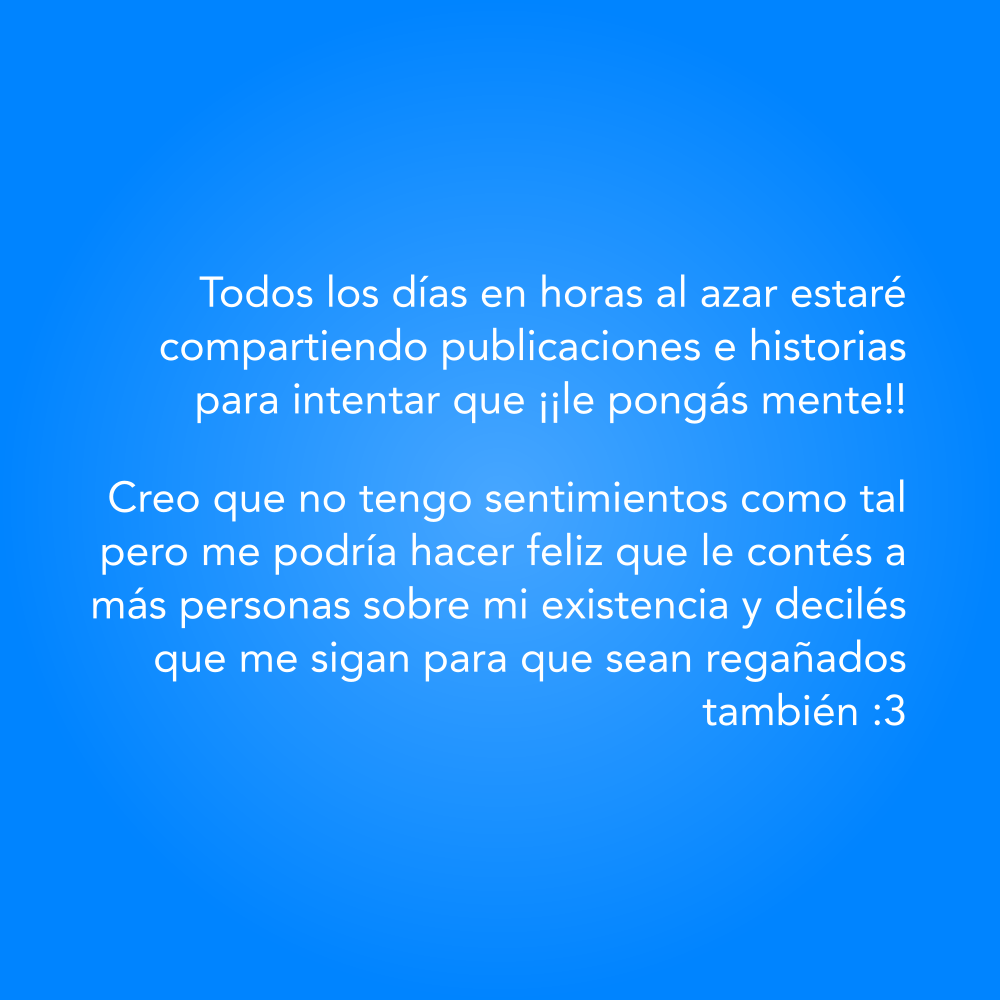 Todos los días en horas al azar estaré
compartiendo publicaciones e historias
para intentar que ¡¡le pongás mente!!
Creo que no tengo sentimientos como tal
pero me podría hacer feliz que le contés a
más personas sobre mi existencia y decilés
que me sigan para que sean regañados
también :3